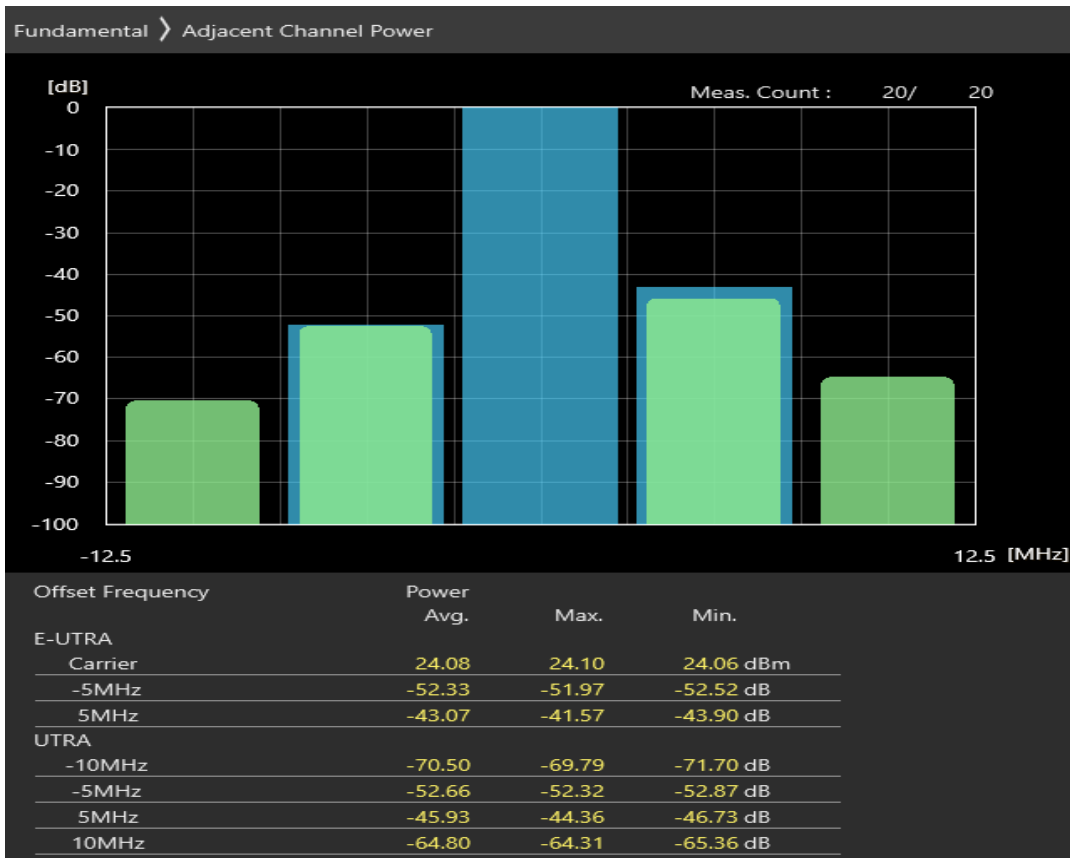 Fundamental 〉 Adjacent Channel Power
[dB]
Meas. Count : 20/ 20
0
-10
-20
-30
-40
-50
-60
-70
-80
-90
-100
-12.5 12.5 [MHz]
Offset Frequency Power
Avg. Max. Min.
E-UTRA
Carrier 24.08 24.10 24.06 dBm
-5MHz -52.33 -51.97 -52.52 dB
5MHz -43.07 -41.57 -43.90 dB
UTRA
-10MHz -70.50 -69.79 -71.70 dB
-5MHz -52.66 -52.32 -52.87 dB
5MHz -45.93 -44.36 -46.73 dB
10MHz -64.80 -64.31 -65.36 dB